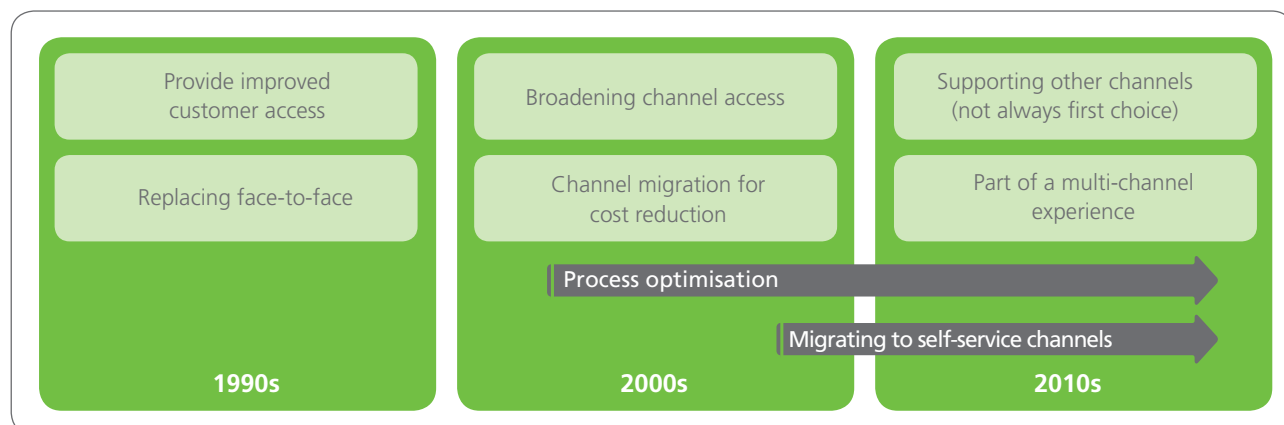 Provide improved
customer access
Replacing face-to-face
1990s
Broadening channel access
Channel migration for
cost reduction
2000s
Supporting other channels
(not always first choice)
Part of a multi-channel
experience
2010s
Process optimisation
Migrating to self-service channels